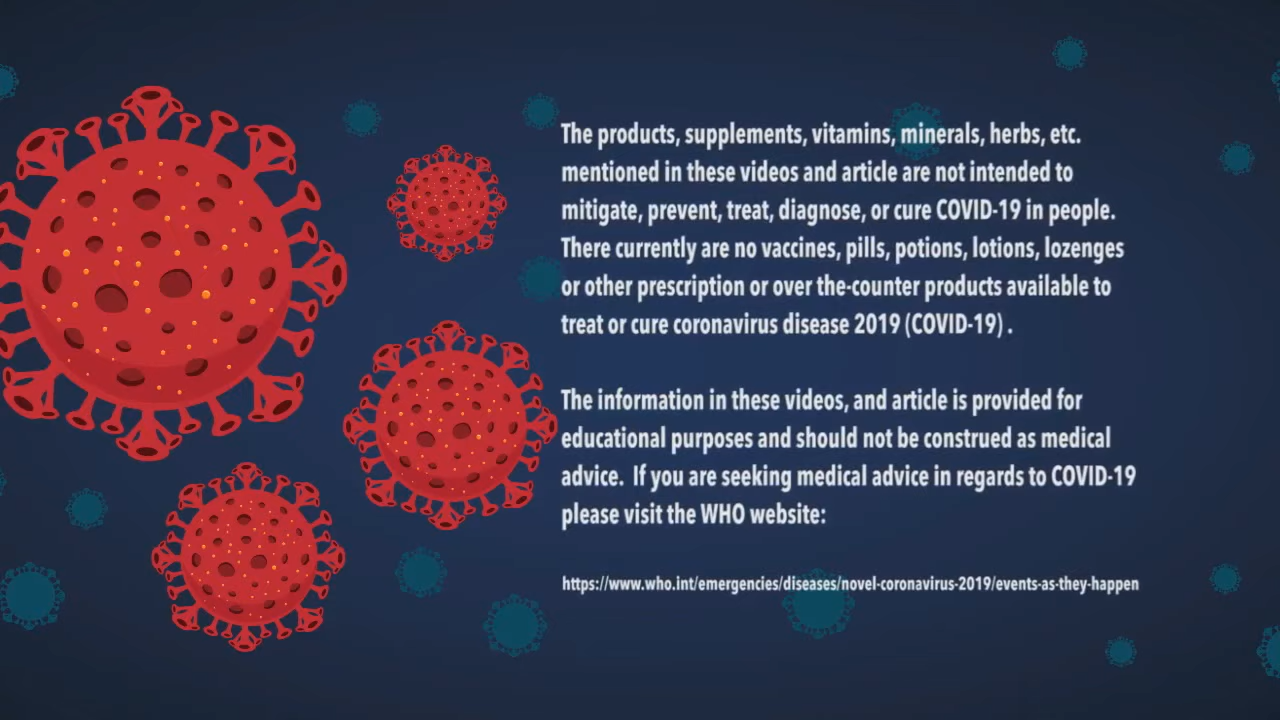 The products, supplements, vitamins, minerals, herbs, etc.
mentioned in these videos and article are not intended to
mitigate, prevent, treat, diagnose, or cure COVID-19 in people.
There currently are no vaccines, pills, potions, lotions, lozenges
or other prescription or over the-counter products available to
treat or cure coronavirus disease 2019 (COVID-19) .
The information in these videos, and article is provided for
educational purposes and should not be construed as medical
advice.  If you are seeking medical advice in regards to COVID-19
please visit the WHO website:
https://www.who.int/emergencies/diseases/novel-coronavirus-2019/events-as-they-happen